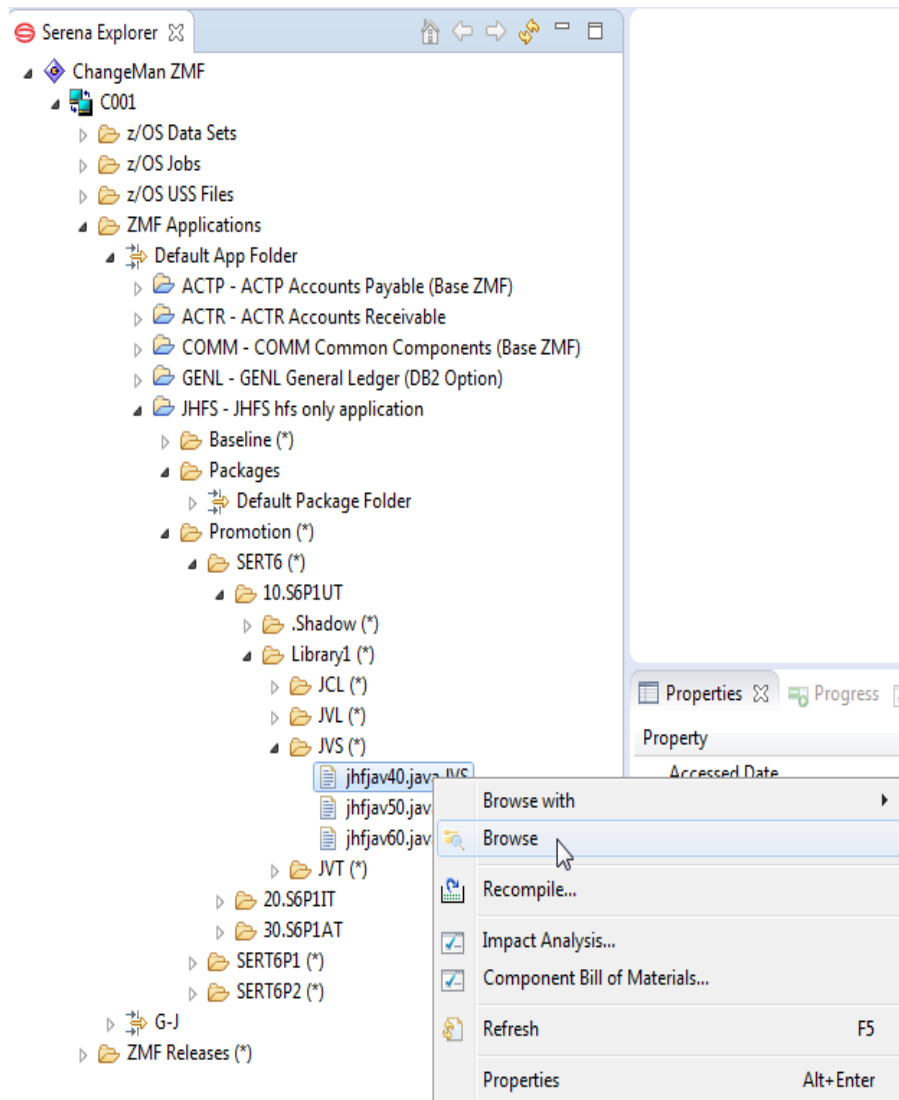 Serena Explorer
ChangeMan ZMF
C001
z/OS Data Sets
z/OS Jobs
z/OS USS Files
ZMF Applications
Default App Folder
ACTP - ACTP Accounts Payable (Base ZMF)
ACTR - ACTR Accounts Receivable
COMM - COMM Common Components (Base ZMF)
GENL - GENL General Ledger (DB2 Option)
JHFS - JHFS hfs only application
Baseline (*)
Packages
Default Package Folder
Promotion (*)
SERT6 (*)
10.S6P1UT
.Shadow (*)
Library1 (*)
JCL (*)
JVL (*)
JVS (*)
jhfjav40.java.JVS
jhfjav50.jav
jhfjav60.jav
JVT (*)
20.S6P1IT
30.S6P1AT
SERT6P1 (*)
SERT6P2 (*)
G-J
ZMF Releases (*)
Properties Progress
Property
Accessed Date
Browse with
Browse
Recompile...
Impact Analysis...
Component Bill of Materials...
Refresh F5
Properties Alt+Enter